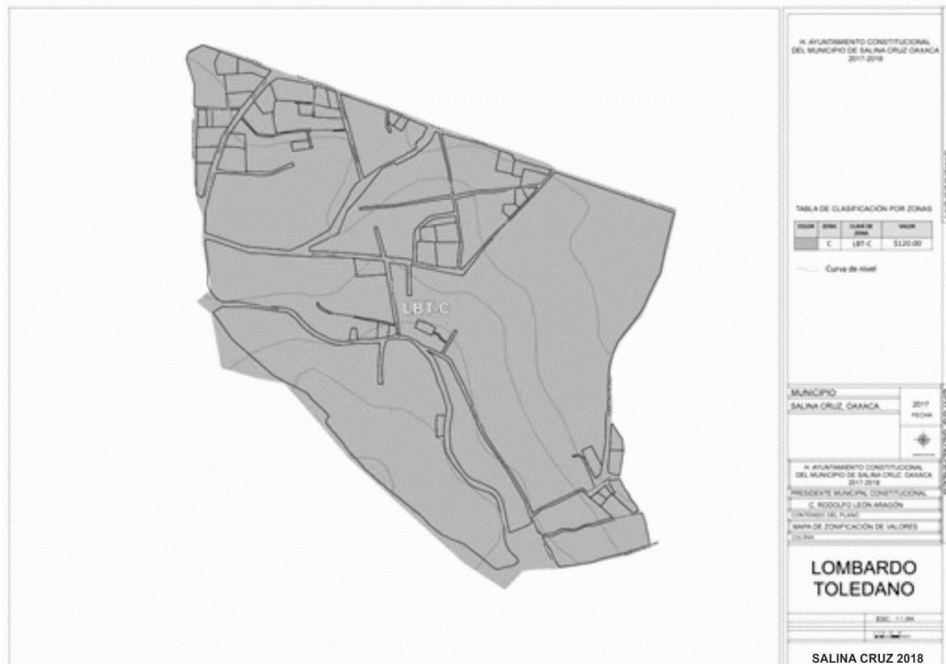 H. AYUNTAMIENTO CONSTITUCIONAL
DEL MUNICIPIO DE SALINA CRUZ OAXACA
2017-2018
TABLA DE CLASIFICACIÓN POR ZONAS
COLOR ZONA CLAVE DE ZONA VALOR
C LBT-C $120.00
Curva de nivel
LBT-C
MUNICIPIO
SALINA CRUZ, OAXACA
2017
FECHA
H. AYUNTAMIENTO CONSTITUCIONAL
DEL MUNICIPIO DE SALINA CRUZ, OAXACA
2017-2018
PRESIDENTE MUNICIPAL CONSTITUCIONAL
C. RODOLFO LEÓN ARAGÓN
CONTENIDO DEL PLANO
MAPA DE ZONIFICACIÓN DE VALORES
COLONIA
LOMBARDO
TOLEDANO
ESC.
SALINA CRUZ 2018